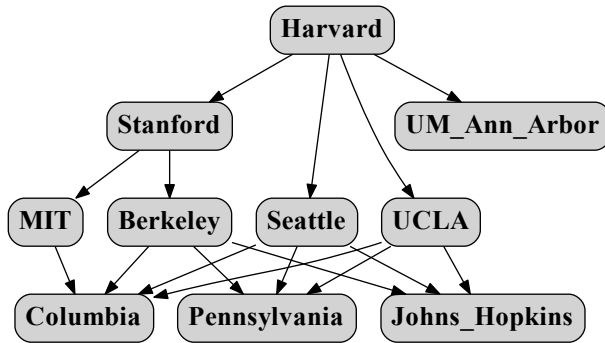 Harvard
Stanford
UM_Ann_Arbor
MIT
Berkeley
Seattle
UCLA
Columbia
Pennsylvania
Johns_Hopkins